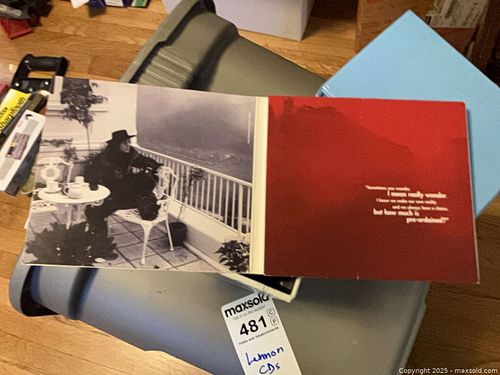 "Sometimes you wonder,
I mean really wonder.
I know we make our own reality
and we always have a choice,
but how much is
pre-ordained?"
maxsold
481
C
P
Lennon
CDs
Copyright 2025 - maxsold.com